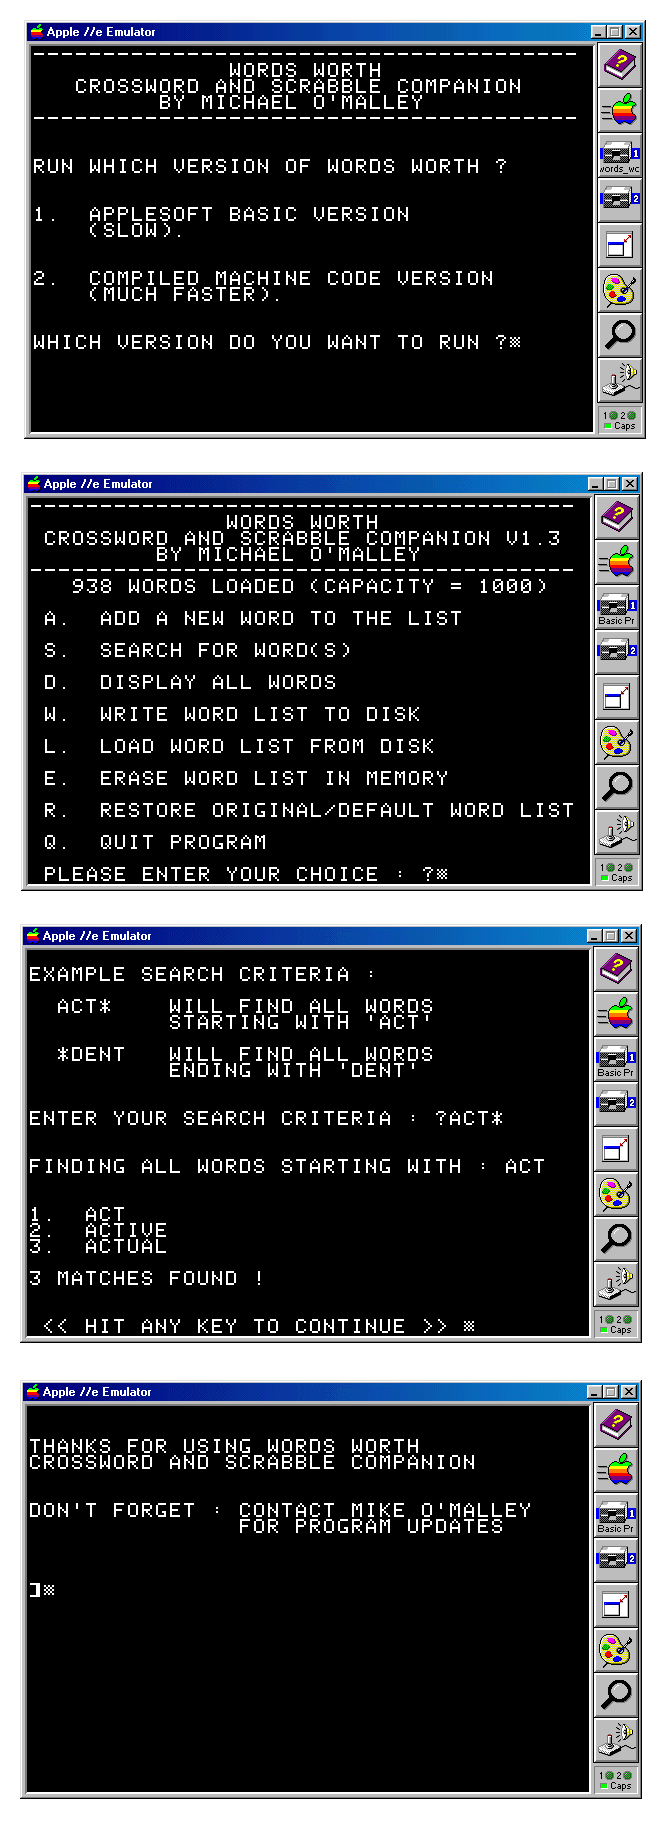 Apple //e Emulator
---------------------------------------
WORDS WORTH
CROSSWORD AND SCRABBLE COMPANION
BY MICHAEL O'MALLEY
---------------------------------------
RUN WHICH VERSION OF WORDS WORTH ?
1. APPLESOFT BASIC VERSION
(SLOW).
2. COMPILED MACHINE CODE VERSION
(MUCH FASTER).
WHICH VERSION DO YOU WANT TO RUN ?
?
1
words_wc
2
1 2
Caps
Apple //e Emulator
---------------------------------------
WORDS WORTH
CROSSWORD AND SCRABBLE COMPANION V1.3
BY MICHAEL O'MALLEY
---------------------------------------
938 WORDS LOADED (CAPACITY = 1000)
A. ADD A NEW WORD TO THE LIST
S. SEARCH FOR WORD(S)
D. DISPLAY ALL WORDS
W. WRITE WORD LIST TO DISK
L. LOAD WORD LIST FROM DISK
E. ERASE WORD LIST IN MEMORY
R. RESTORE ORIGINAL/DEFAULT WORD LIST
Q. QUIT PROGRAM
PLEASE ENTER YOUR CHOICE : ?
?
1
Basic Pr
2
1 2
Caps
Apple //e Emulator
EXAMPLE SEARCH CRITERIA :
ACT* WILL FIND ALL WORDS
STARTING WITH 'ACT'
*DENT WILL FIND ALL WORDS
ENDING WITH 'DENT'
ENTER YOUR SEARCH CRITERIA : ?ACT*
FINDING ALL WORDS STARTING WITH : ACT
1. ACT
2. ACTIVE
3. ACTUAL
3 MATCHES FOUND !
<< HIT ANY KEY TO CONTINUE >>
?
1
Basic Pr
2
1 2
Caps
Apple //e Emulator
THANKS FOR USING WORDS WORTH
CROSSWORD AND SCRABBLE COMPANION
DON'T FORGET : CONTACT MIKE O'MALLEY
FOR PROGRAM UPDATES
]
?
1
Basic Pr
2
1 2
Caps